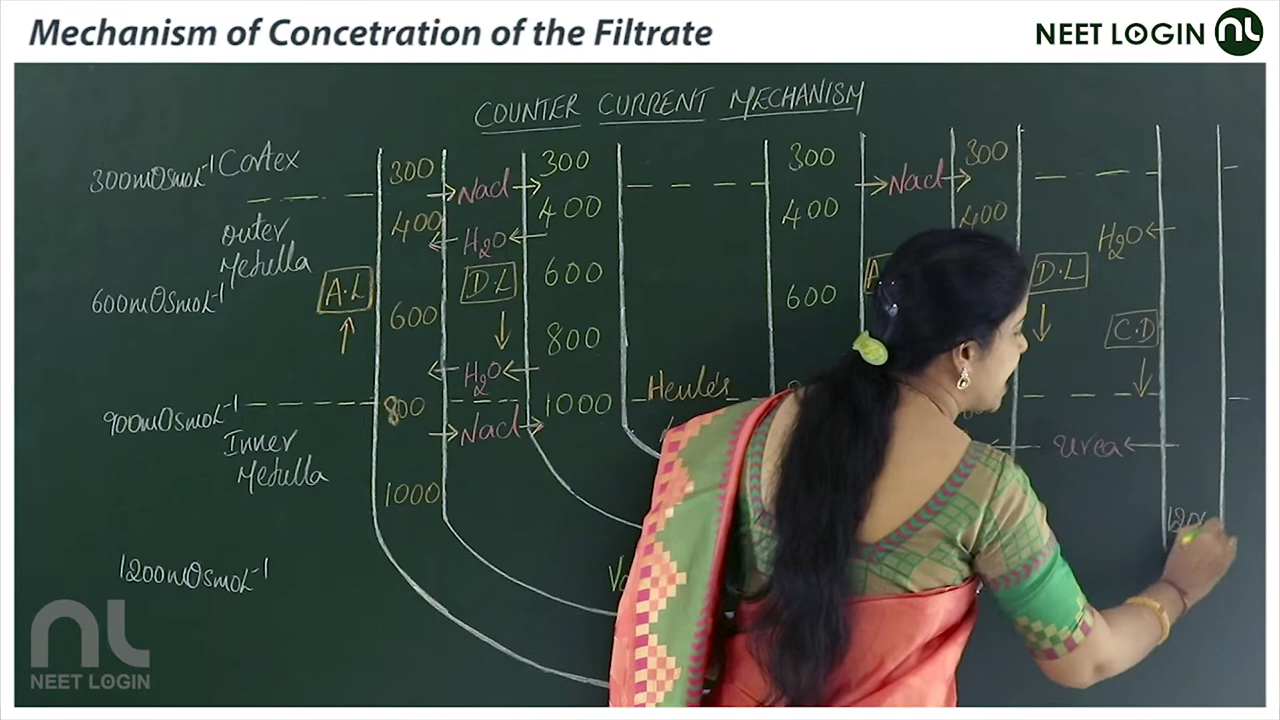 Mechanism of Concetration of the Filtrate
NEET LOGIN nl
COUNTER CURRENT MECHANISM
300mOsmoL⁻¹ Cortex
300 Nacl 300
300 Nacl 300
Outer
Medulla
400 H₂O 400
400 400 H₂O
600mOsmoL⁻¹
A.L D.L 600
600 D.L
600 800
C.D
H₂O
Henle's
900mOsmoL⁻¹
800 1000
Nacl
Urea
Inner
Medulla
1000
1200mOsmoL⁻¹
nl
NEET LOGIN